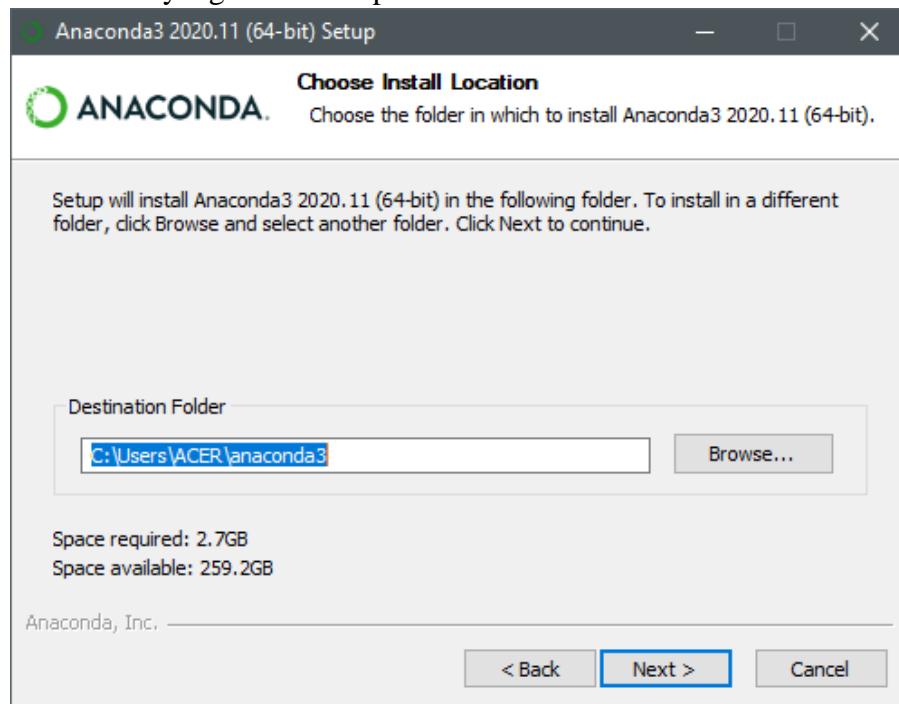 Anaconda3 2020.11 (64-bit) Setup
ANACONDA.
Choose Install Location
Choose the folder in which to install Anaconda3 2020.11 (64-bit).
Setup will install Anaconda3 2020.11 (64-bit) in the following folder. To install in a different
folder, click Browse and select another folder. Click Next to continue.
Destination Folder
C:\Users\ACER\anaconda3
Browse...
Space required: 2.7GB
Space available: 259.2GB
Anaconda, Inc.
< Back
Next >
Cancel